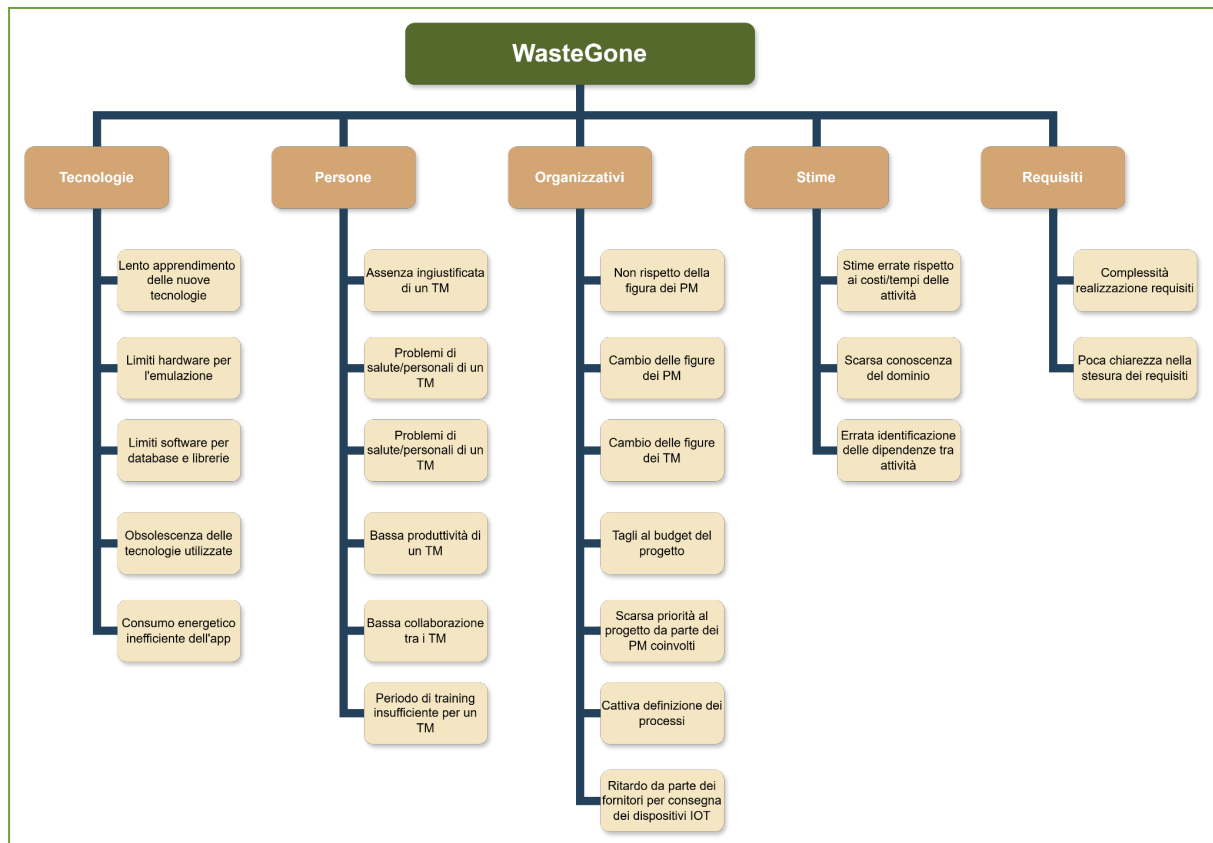 WasteGone
Tecnologie
Persone
Organizzativi
Stime
Requisiti
Lento apprendimento
delle nuove
tecnologie
Limiti hardware per
l'emulazione
Limiti software per
database e librerie
Obsolescenza delle
tecnologie utilizzate
Consumo energetico
inefficiente dell'app
Assenza ingiustificata
di un TM
Problemi di
salute/personali di un
TM
Problemi di
salute/personali di un
TM
Bassa produttività di
un TM
Bassa collaborazione
tra i TM
Periodo di training
insufficiente per un
TM
Non rispetto della
figura dei PM
Cambio delle figure
dei PM
Cambio delle figure
dei TM
Tagli al budget del
progetto
Scarsa priorità al
progetto da parte dei
PM coinvolti
Cattiva definizione dei
processi
Ritardo da parte dei
fornitori per consegna
dei dispositivi IOT
Stime errate rispetto
ai costi/tempi delle
attività
Scarsa conoscenza
del dominio
Errata identificazione
delle dipendenze tra
attività
Complessità
realizzazione requisiti
Poca chiarezza nella
stesura dei requisiti